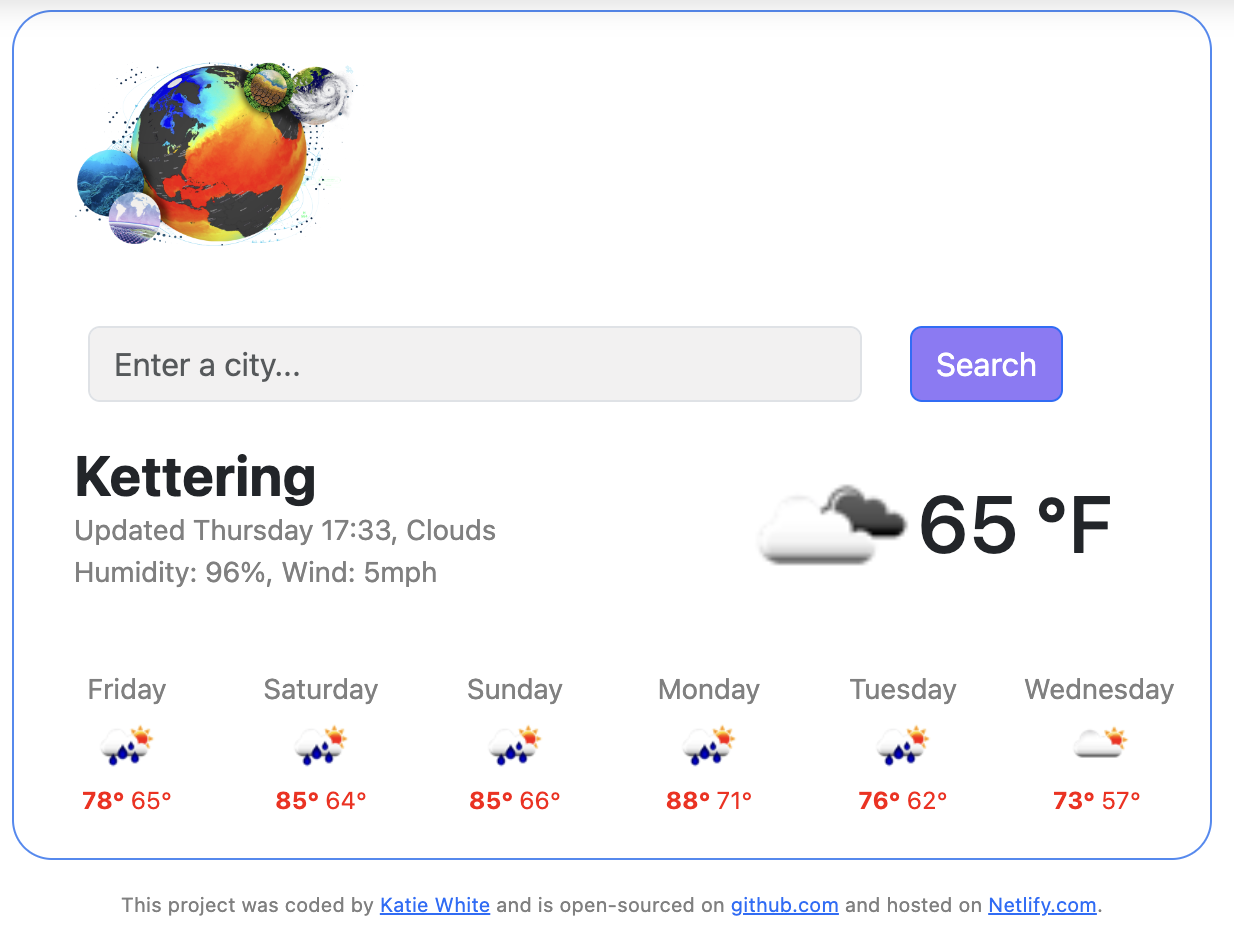 Enter a city...
Search
Kettering
Updated Thursday 17:33, Clouds
Humidity: 96%, Wind: 5mph
65 °F
Friday Saturday Sunday Monday Tuesday Wednesday
78° 65° 85° 64° 85° 66° 88° 71° 76° 62° 73° 57°
This project was coded by Katie White and is open-sourced on github.com and hosted on Netlify.com.